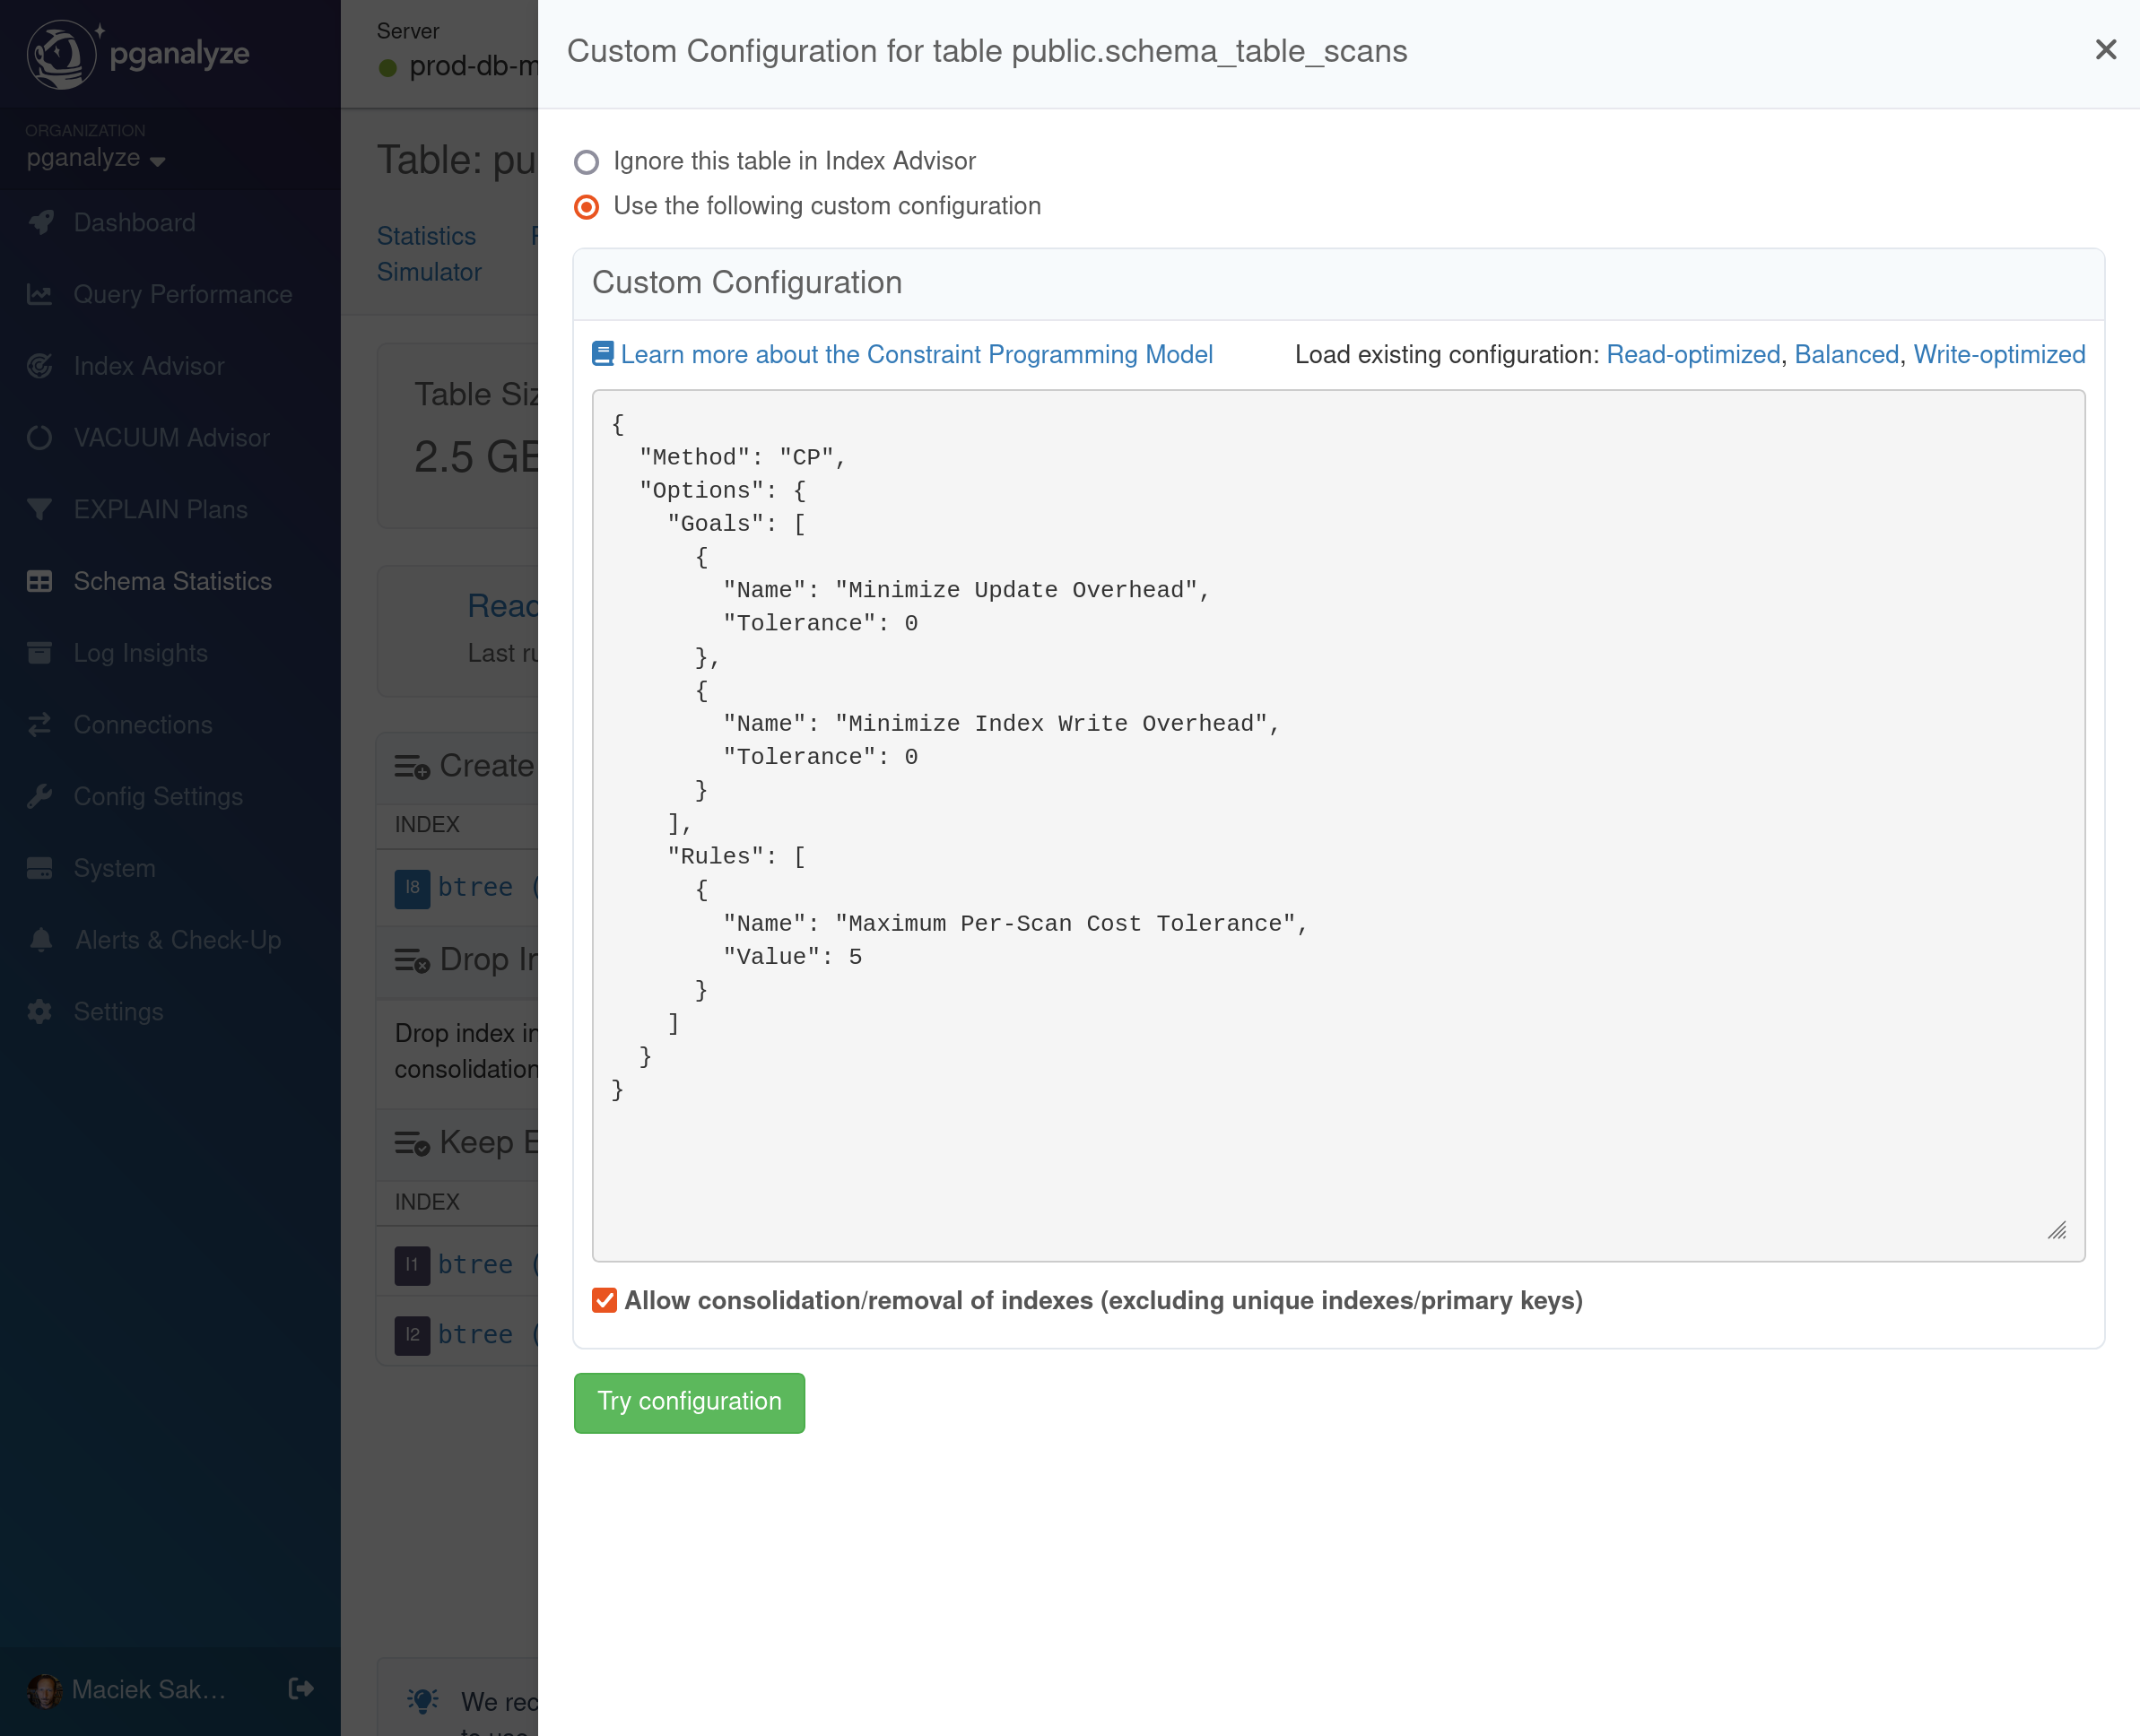 pganalyze
ORGANIZATION
pganalyze
Dashboard
Query Performance
Index Advisor
VACUUM Advisor
EXPLAIN Plans
Schema Statistics
Log Insights
Connections
Config Settings
System
Alerts & Check-Up
Settings
Maciek Sak…
Server
prod-db-m
Table: pu
Statistics
Simulator
Table Siz
2.5 GB
Read
Last ru
Create
INDEX
I8 btree (
Drop In
Drop index in
consolidation
Keep E
INDEX
I1 btree (
I2 btree (
We rec
to use
Custom Configuration for table public.schema_table_scans
Ignore this table in Index Advisor
Use the following custom configuration
Custom Configuration
Learn more about the Constraint Programming Model
Load existing configuration: Read-optimized, Balanced, Write-optimized
{
  "Method": "CP",
  "Options": {
    "Goals": [
      {
        "Name": "Minimize Update Overhead",
        "Tolerance": 0
      },
      {
        "Name": "Minimize Index Write Overhead",
        "Tolerance": 0
      }
    ],
    "Rules": [
      {
        "Name": "Maximum Per-Scan Cost Tolerance",
        "Value": 5
      }
    ]
  }
}
Allow consolidation/removal of indexes (excluding unique indexes/primary keys)
Try configuration